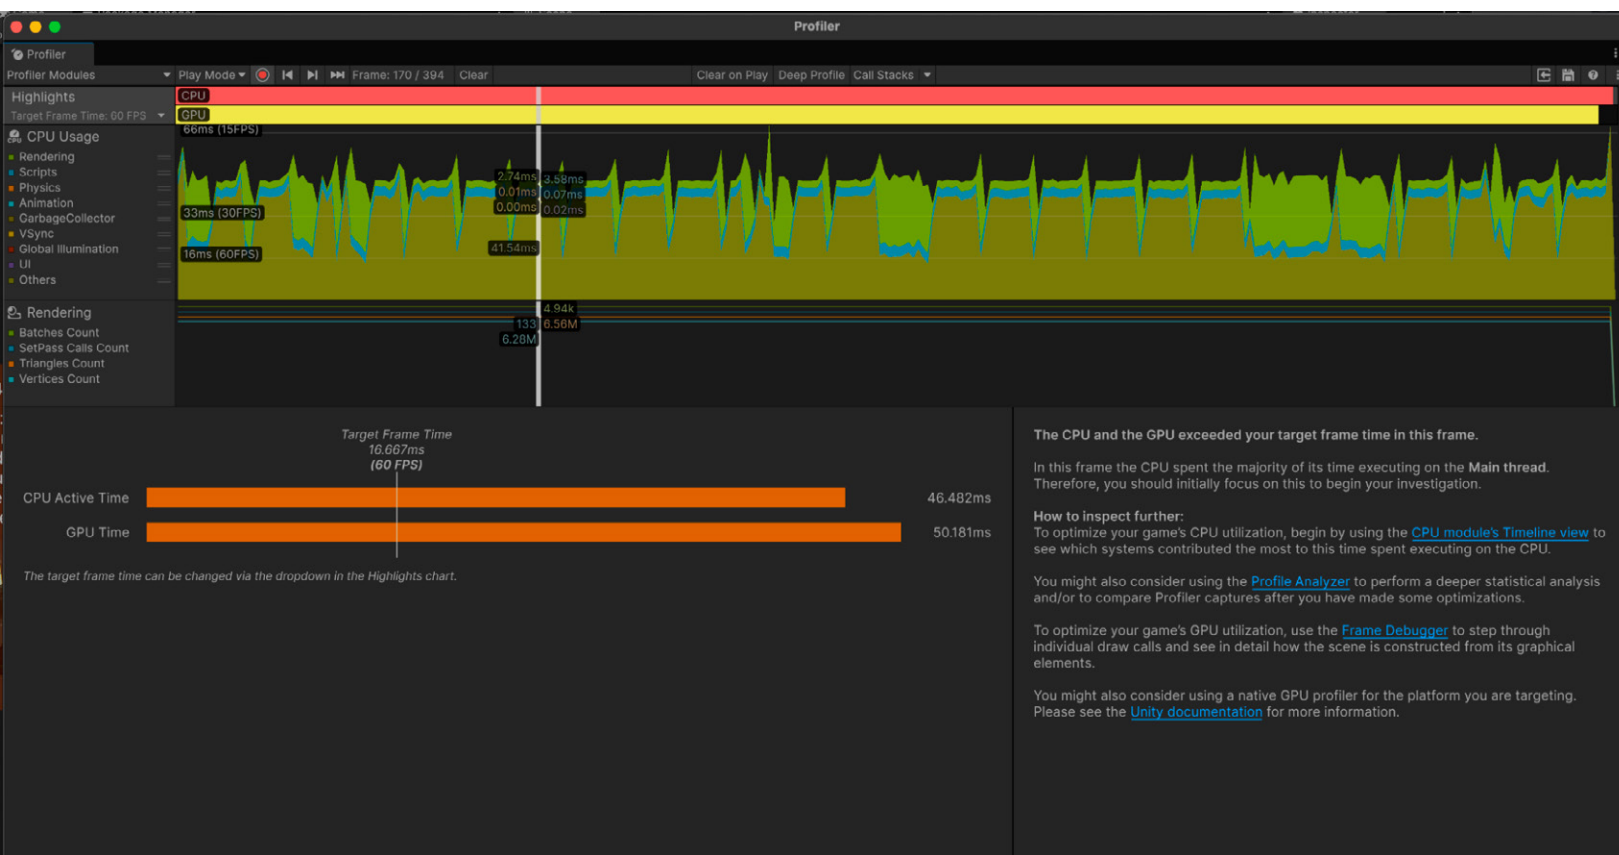 Profiler
Profiler
Profiler Modules
Play Mode
Frame: 170 / 394
Clear
Clear on Play
Deep Profile
Call Stacks
Highlights
CPU
Target Frame Time: 60 FPS
GPU
66ms (15FPS)
CPU Usage
Rendering
Scripts
Physics
Animation
GarbageCollector
VSync
Global Illumination
UI
Others
2.74ms
3.58ms
0.01ms
0.07ms
0.00ms
0.02ms
33ms (30FPS)
41.54ms
16ms (60FPS)
Rendering
Batches Count
SetPass Calls Count
Triangles Count
Vertices Count
4.94k
133
6.56M
6.28M
Target Frame Time
16.667ms
(60 FPS)
CPU Active Time
46.482ms
GPU Time
50.181ms
The target frame time can be changed via the dropdown in the Highlights chart.
The CPU and the GPU exceeded your target frame time in this frame.
In this frame the CPU spent the majority of its time executing on the Main thread.
Therefore, you should initially focus on this to begin your investigation.
How to inspect further:
To optimize your game's CPU utilization, begin by using the CPU module's Timeline view to
see which systems contributed the most to this time spent executing on the CPU.
You might also consider using the Profile Analyzer to perform a deeper statistical analysis
and/or to compare Profiler captures after you have made some optimizations.
To optimize your game's GPU utilization, use the Frame Debugger to step through
individual draw calls and see in detail how the scene is constructed from its graphical
elements.
You might also consider using a native GPU profiler for the platform you are targeting.
Please see the Unity documentation for more information.